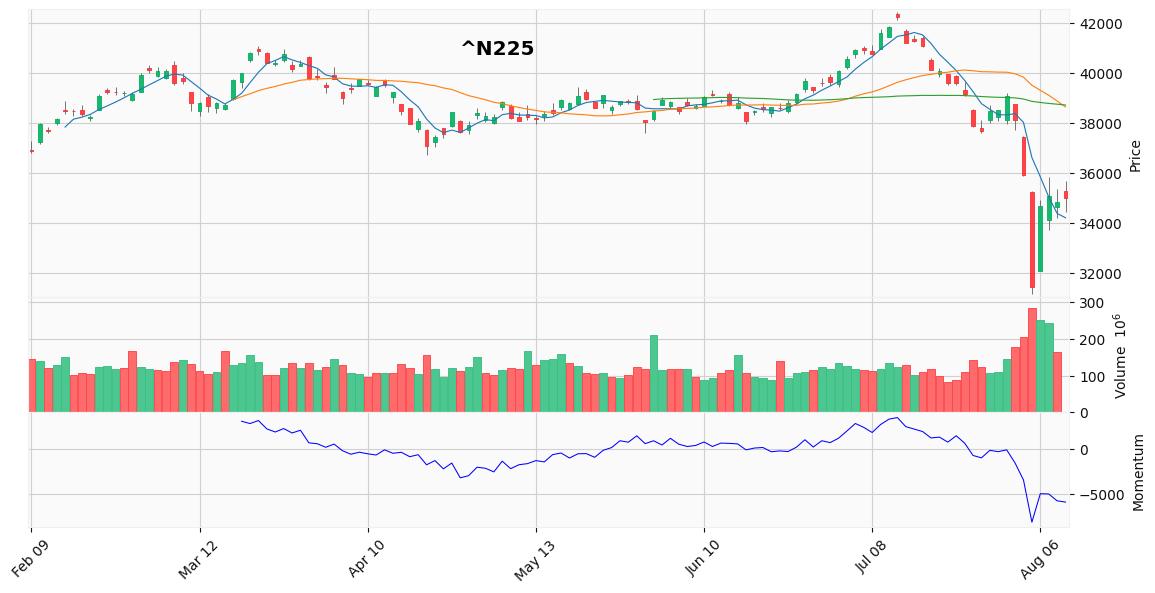 ^N225
42000
40000
38000
36000
34000
32000
Price
300
200
100
0
Volume 10^6
0
−5000
Momentum
Feb 09
Mar 12
Apr 10
May 13
Jun 10
Jul 08
Aug 06